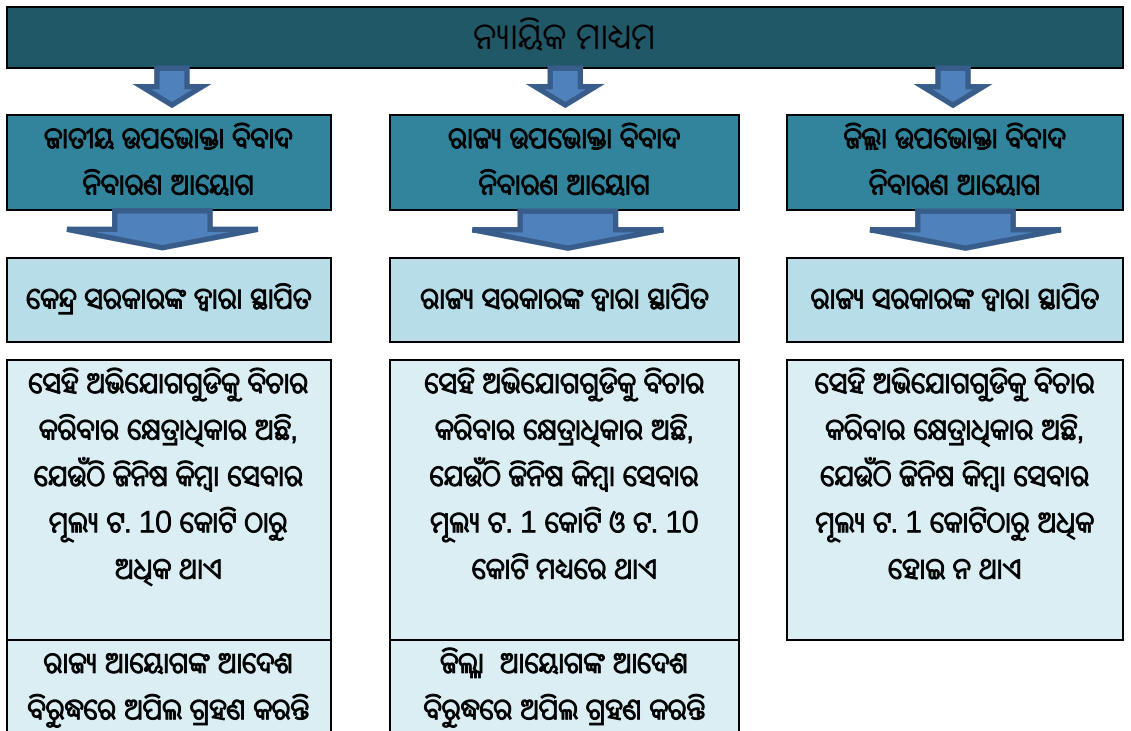 ନ୍ୟାୟିକ ମାଧ୍ୟମ
ଜାତୀୟ ଉପଭୋକ୍ତା ବିବାଦ
ନିବାରଣ ଆୟୋଗ
କେନ୍ଦ୍ର ସରକାରଙ୍କ ଦ୍ୱାରା ସ୍ଥାପିତ
ସେହି ଅଭିଯୋଗଗୁଡିକୁ ବିଚାର
କରିବାର କ୍ଷେତ୍ରାଧିକାର ଅଛି,
ଯେଉଁଠି ଜିନିଷ କିମ୍ବା ସେବାର
ମୂଲ୍ୟ ଟ. 10 କୋଟି ଠାରୁ
ଅଧିକ ଥାଏ
ରାଜ୍ୟ ଆୟୋଗଙ୍କ ଆଦେଶ
ବିରୁଦ୍ଧରେ ଅପିଲ ଗ୍ରହଣ କରନ୍ତି
ରାଜ୍ୟ ଉପଭୋକ୍ତା ବିବାଦ
ନିବାରଣ ଆୟୋଗ
ରାଜ୍ୟ ସରକାରଙ୍କ ଦ୍ୱାରା ସ୍ଥାପିତ
ସେହି ଅଭିଯୋଗଗୁଡିକୁ ବିଚାର
କରିବାର କ୍ଷେତ୍ରାଧିକାର ଅଛି,
ଯେଉଁଠି ଜିନିଷ କିମ୍ବା ସେବାର
ମୂଲ୍ୟ ଟ. 1 କୋଟି ଓ ଟ. 10
କୋଟି ମଧ୍ୟରେ ଥାଏ
ଜିଲ୍ଲା ଆୟୋଗଙ୍କ ଆଦେଶ
ବିରୁଦ୍ଧରେ ଅପିଲ ଗ୍ରହଣ କରନ୍ତି
ଜିଲ୍ଲା ଉପଭୋକ୍ତା ବିବାଦ
ନିବାରଣ ଆୟୋଗ
ରାଜ୍ୟ ସରକାରଙ୍କ ଦ୍ୱାରା ସ୍ଥାପିତ
ସେହି ଅଭିଯୋଗଗୁଡିକୁ ବିଚାର
କରିବାର କ୍ଷେତ୍ରାଧିକାର ଅଛି,
ଯେଉଁଠି ଜିନିଷ କିମ୍ବା ସେବାର
ମୂଲ୍ୟ ଟ. 1 କୋଟିଠାରୁ ଅଧିକ
ହୋଇ ନ ଥାଏ